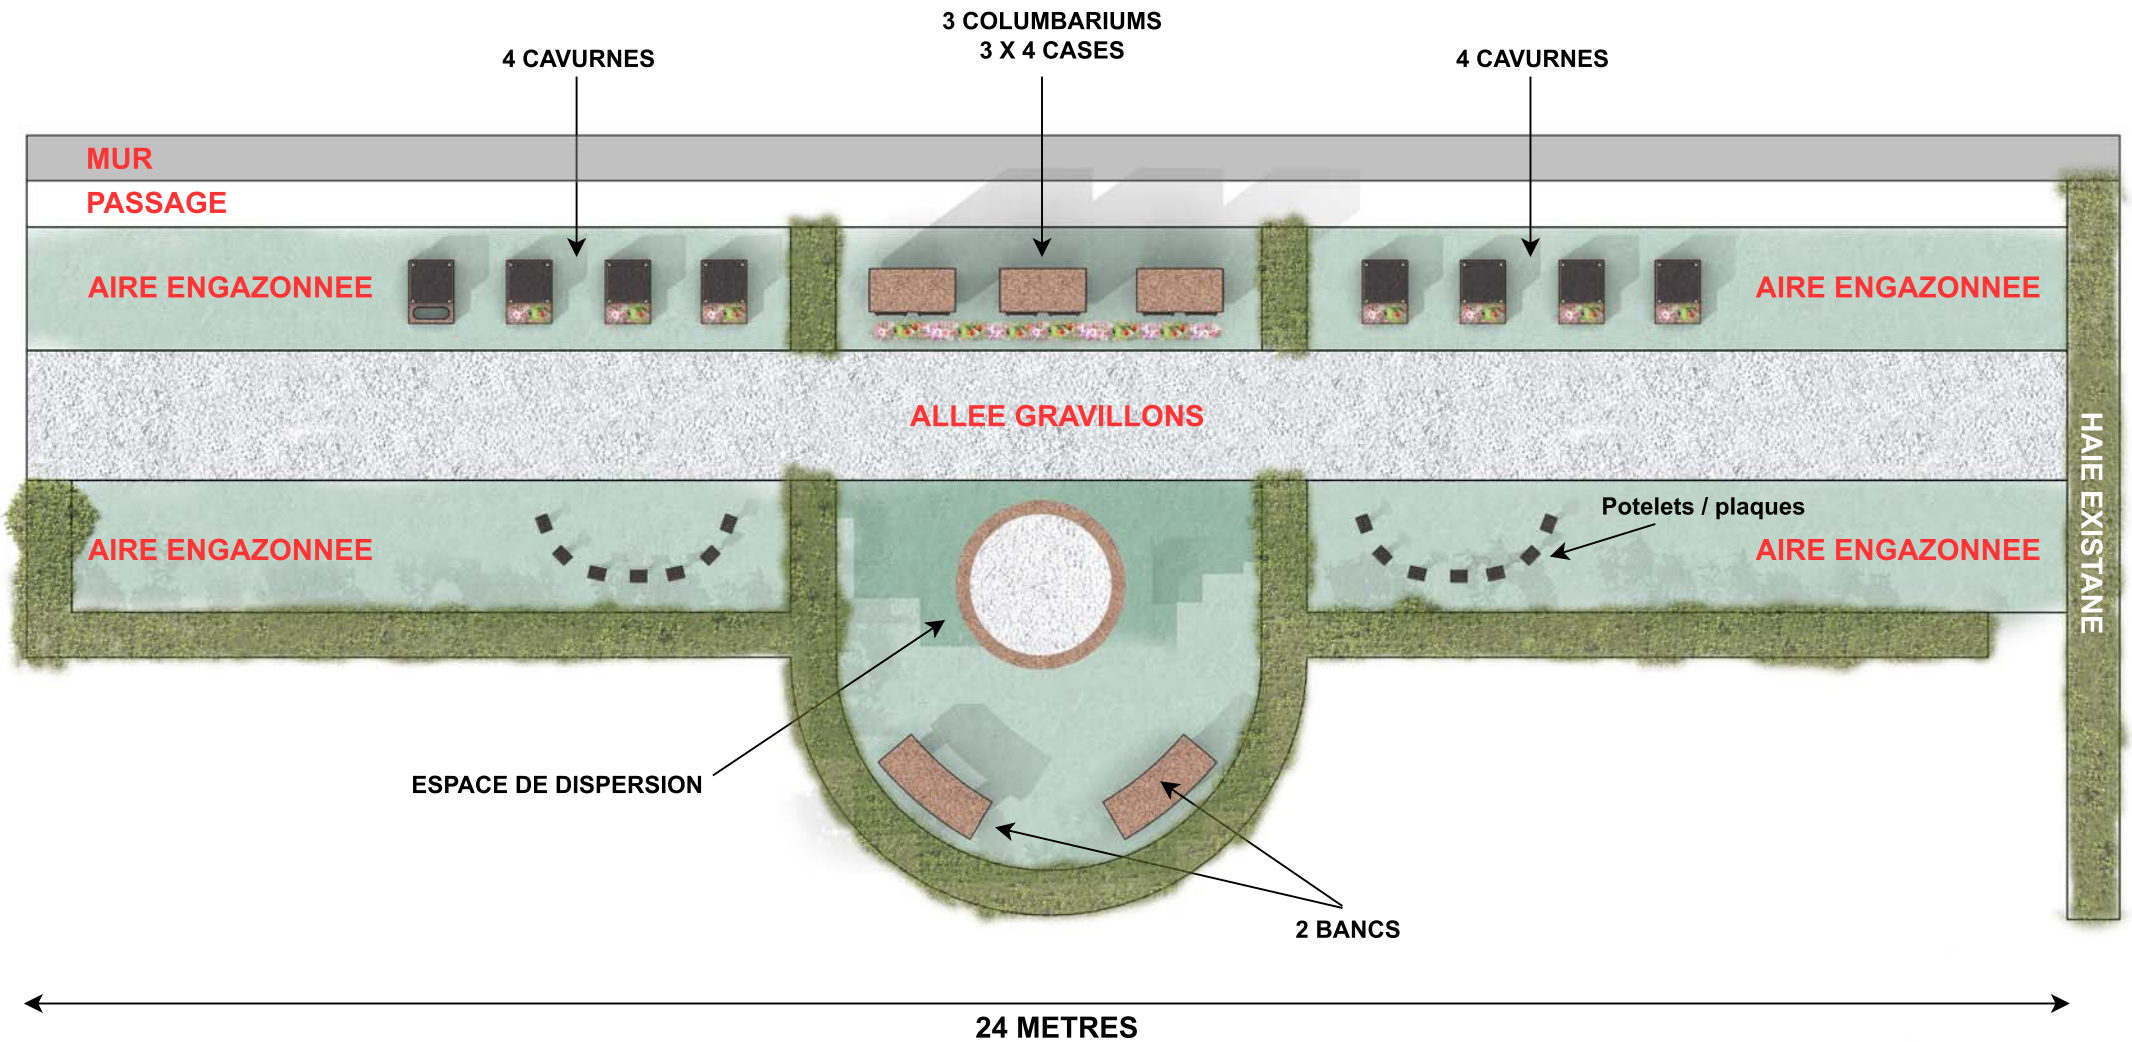 3 COLUMBARIUMS
3 X 4 CASES
4 CAVURNES
4 CAVURNES
MUR
PASSAGE
AIRE ENGAZONNEE
AIRE ENGAZONNEE
ALLEE GRAVILLONS
HAIE EXISTANE
Potelets / plaques
AIRE ENGAZONNEE
AIRE ENGAZONNEE
ESPACE DE DISPERSION
2 BANCS
24 METRES